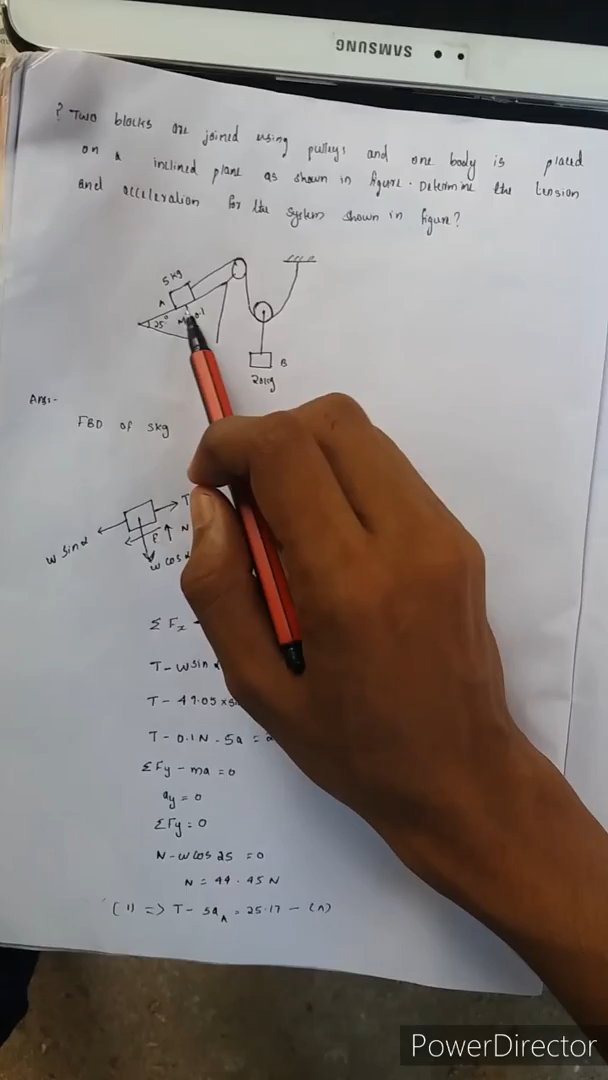 SAMSUNG
? Two blocks are joined using pulleys and one body is placed
on a inclined plane as shown in figure. Determine the tension
and acceleration for the system shown in figure?
5kg
A
25°
B
20kg
Ans:-
FBD of 5kg
T
F
N
W sinα
W cos
Σ Fx -
T - W sin
T - 49.05 ×
T - 0.1N - 5a =
ΣFy - ma = 0
ay = 0
ΣFy = 0
N - W cos 25 = 0
N = 44.45 N
(1) => T - 5aA = 25.17 - (A)
PowerDirector